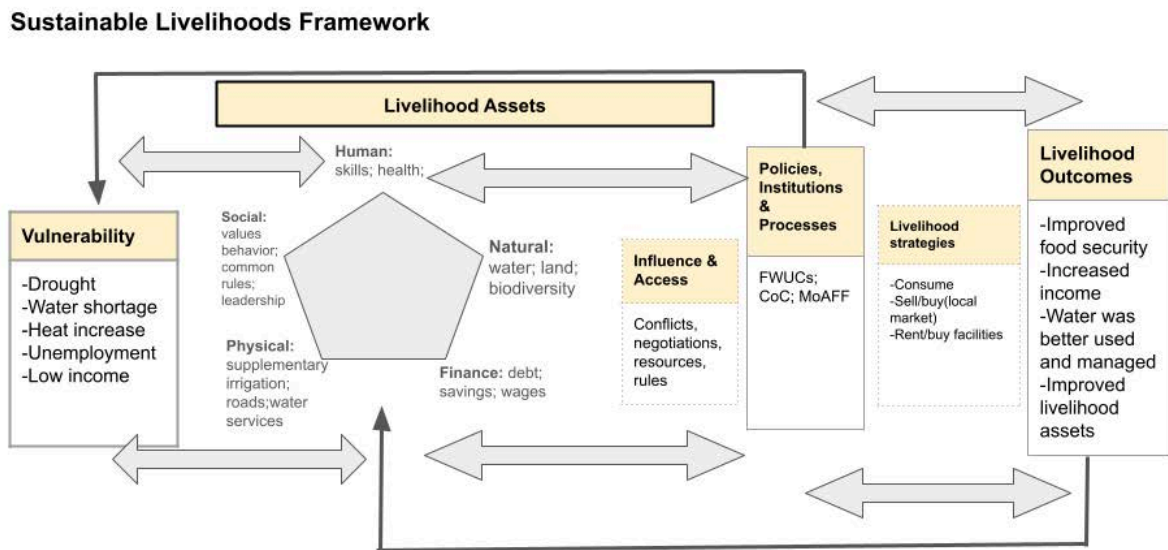 Sustainable Livelihoods Framework
Livelihood Assets
Vulnerability
-Drought
-Water shortage
-Heat increase
-Unemployment
-Low income
Human:
skills; health;
Social:
values
behavior;
common
rules;
leadership
Natural:
water; land;
biodiversity
Physical:
supplementary
irrigation;
roads;water
services
Finance: debt;
savings; wages
Influence &
Access
Conflicts,
negotiations,
resources,
rules
Policies,
Institutions
&
Processes
FWUCs;
CoC; MoAFF
Livelihood
strategies
-Consume
-Sell/buy(local
market)
-Rent/buy facilities
Livelihood
Outcomes
-Improved
food security
-Increased
income
-Water was
better used
and managed
-Improved
livelihood
assets